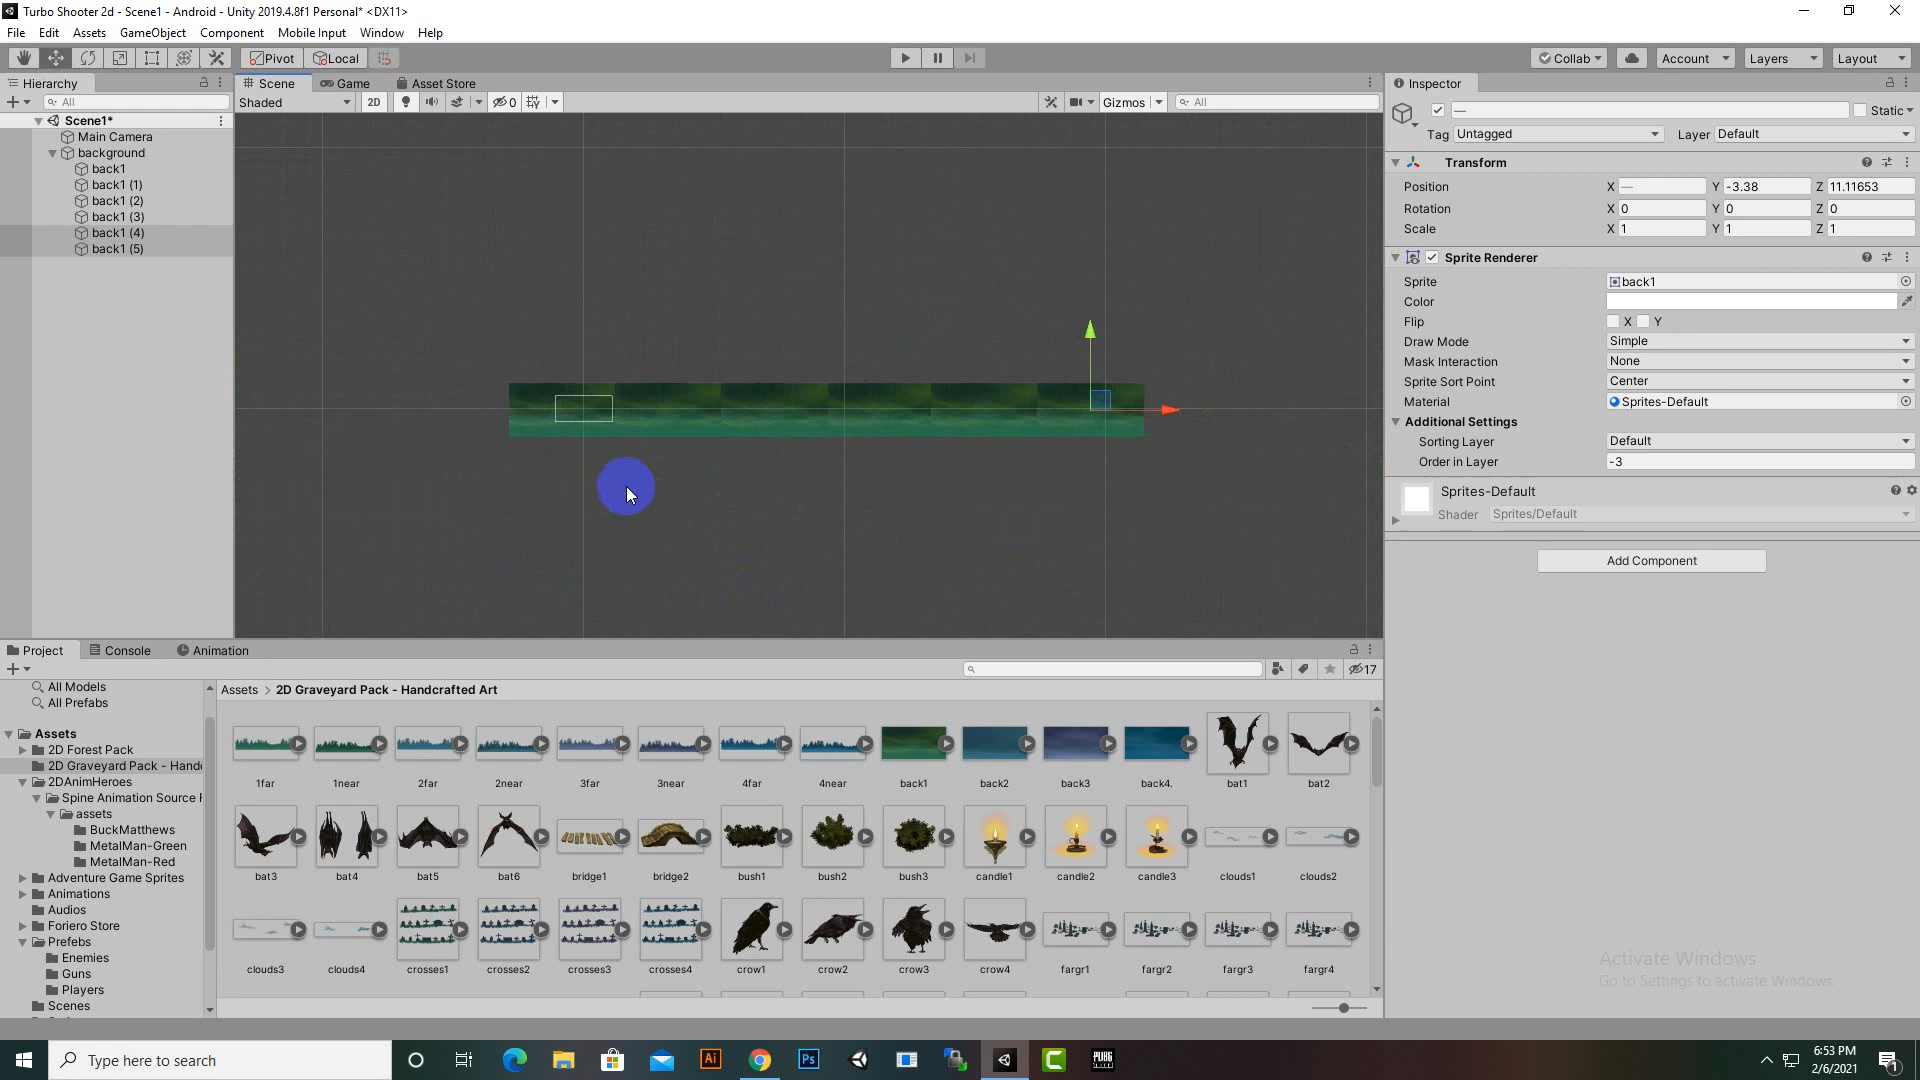 Turbo Shooter 2d - Scene1 - Android - Unity 2019.4.8f1 Personal* <DX11>
File Edit Assets GameObject Component Mobile Input Window Help
Pivot Local Collab Account Layers Layout
Hierarchy
All
Scene1*
Main Camera
background
back1
back1 (1)
back1 (2)
back1 (3)
back1 (4)
back1 (5)
Scene Game Asset Store
Shaded 2D 0 Gizmos All
Inspector
— Static
Tag Untagged Layer Default
Transform
Position X — Y -3.38 Z 11.11653
Rotation X 0 Y 0 Z 0
Scale X 1 Y 1 Z 1
Sprite Renderer
Sprite back1
Color
Flip X Y
Draw Mode Simple
Mask Interaction None
Sprite Sort Point Center
Material Sprites-Default
Additional Settings
Sorting Layer Default
Order in Layer -3
Sprites-Default
Shader Sprites/Default
Add Component
Project Console Animation
17
All Models
All Prefabs
Assets
2D Forest Pack
2D Graveyard Pack - Hand
2DAnimHeroes
Spine Animation Source F
assets
BuckMatthews
MetalMan-Green
MetalMan-Red
Adventure Game Sprites
Animations
Audios
Foriero Store
Prefebs
Enemies
Guns
Players
Scenes
Assets > 2D Graveyard Pack - Handcrafted Art
1far 1near 2far 2near 3far 3near 4far 4near back1 back2 back3 back4. bat1 bat2
bat3 bat4 bat5 bat6 bridge1 bridge2 bush1 bush2 bush3 candle1 candle2 candle3 clouds1 clouds2
clouds3 clouds4 crosses1 crosses2 crosses3 crosses4 crow1 crow2 crow3 crow4 fargr1 fargr2 fargr3 fargr4
Activate Windows
Go to Settings to activate Windows.
Type here to search
Ai
Ps
PUBG
6:53 PM
2/6/2021
1